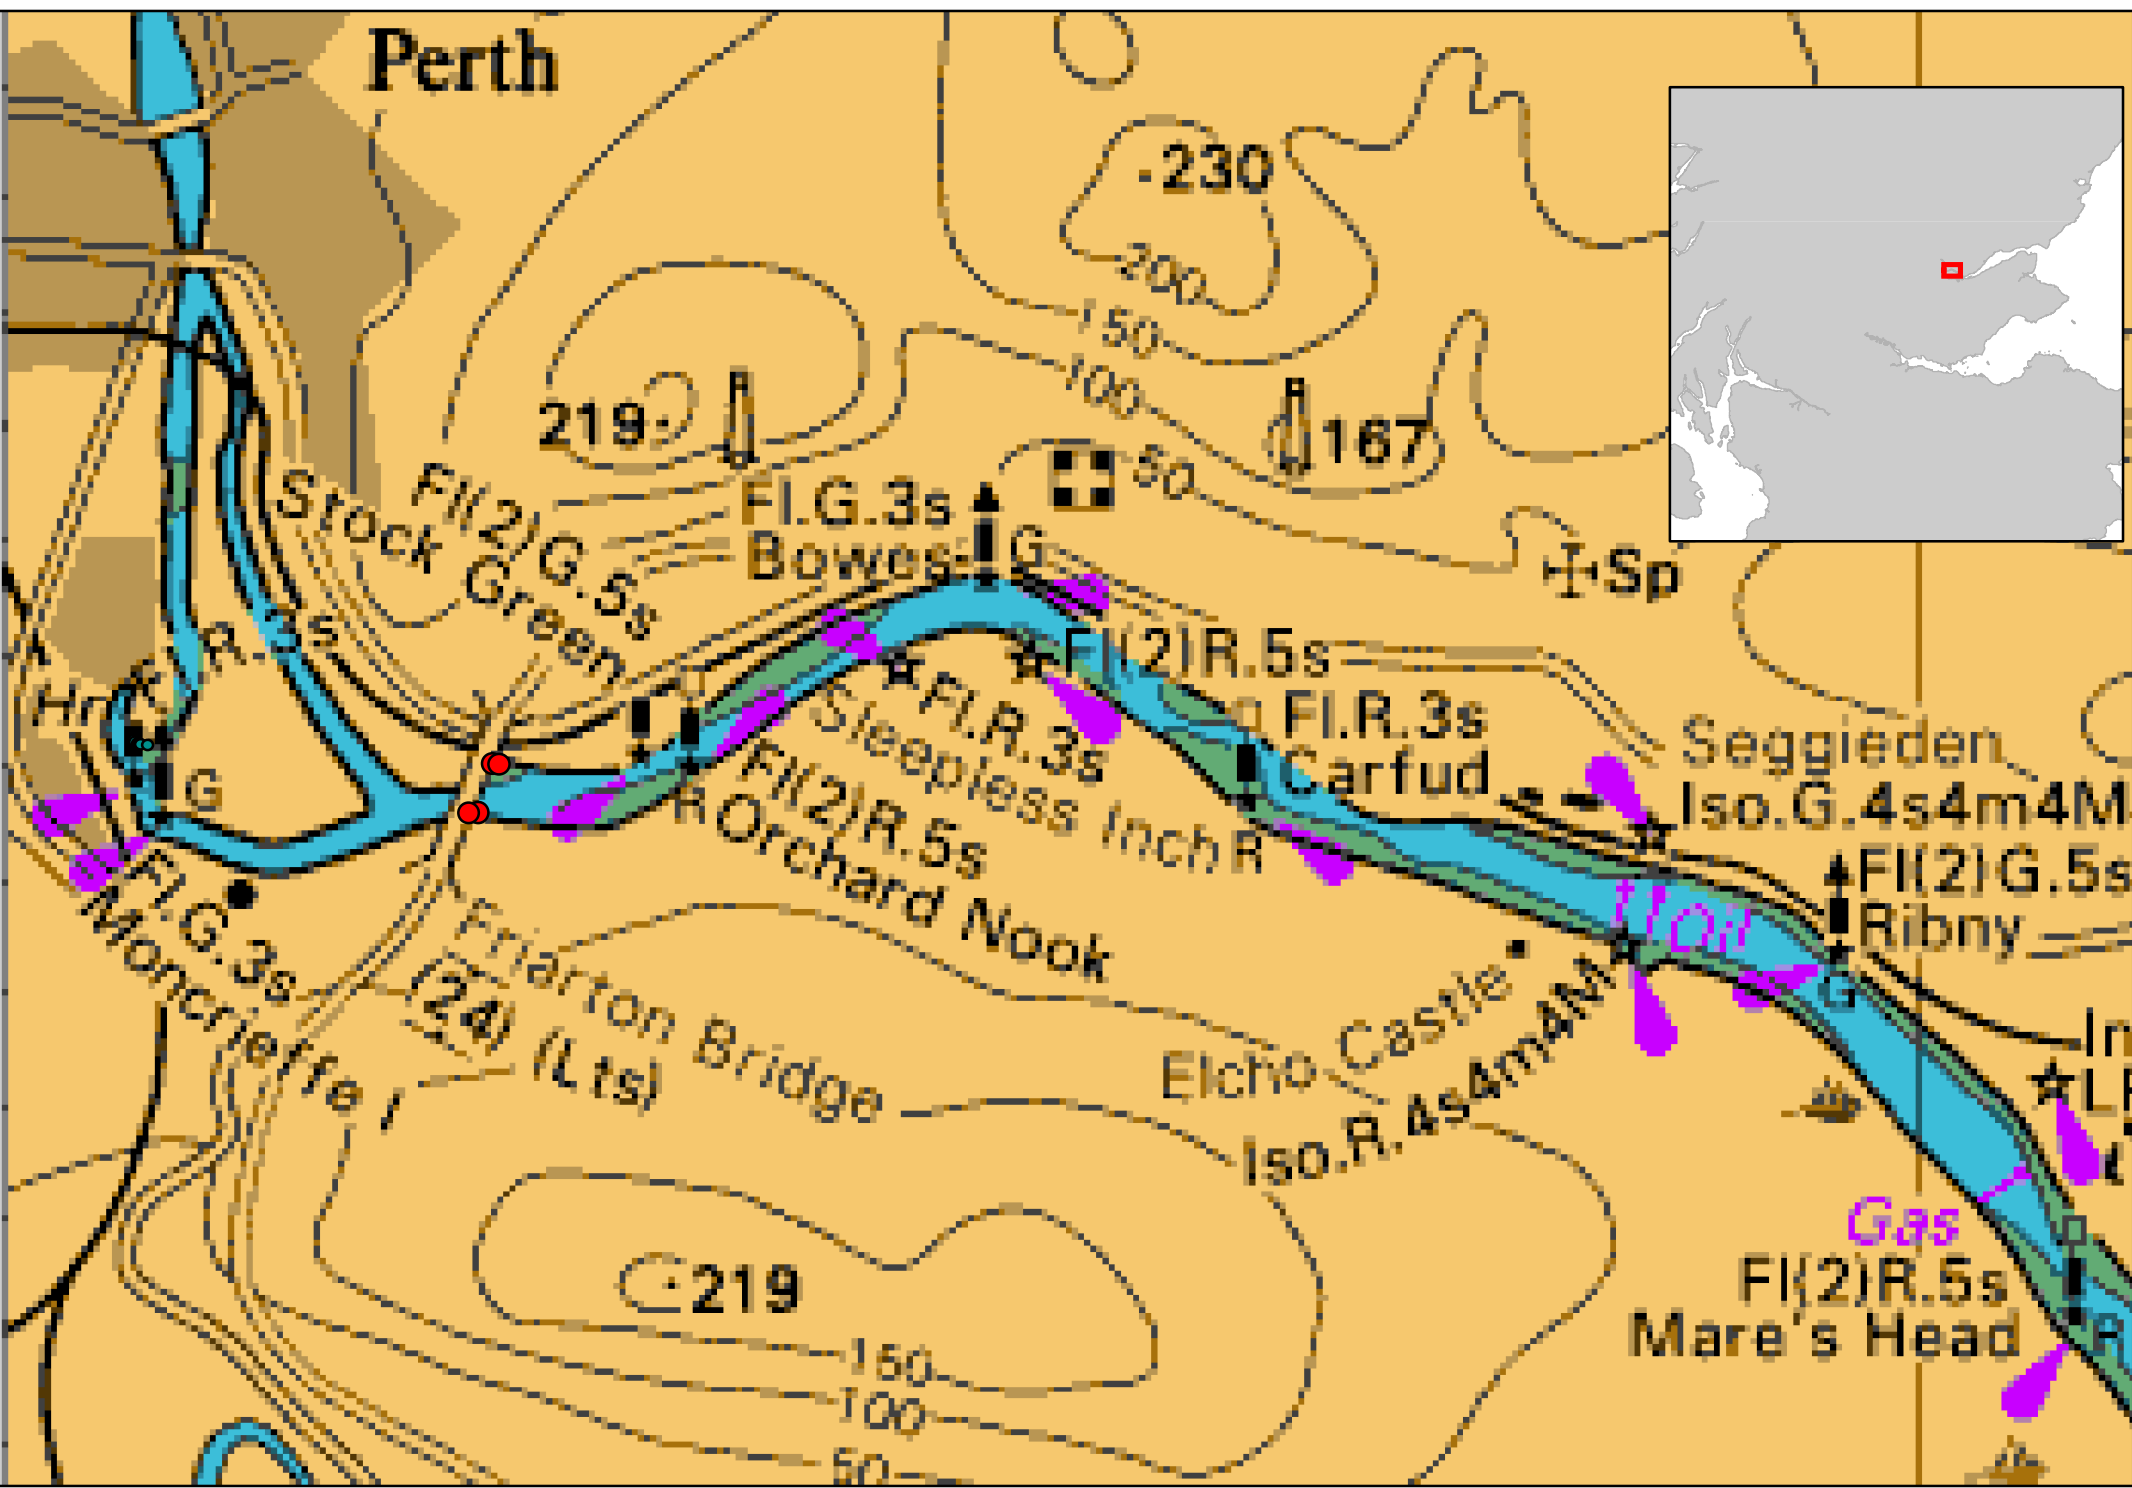 Perth
230
200
150
100
219
167
50
Fl(2)G.5s
Stock
Green
Fl.G.3s
Bowes
G
Sp
R
Fl(2)R.5s
Fl.R.3s
Carfud
Hr
G
Fl.R.3s
Sleepless Inch
R
Fl(2)R.5s
Orchard Nook
R
Seggieden
Iso.G.4s4m4M
Fl(2)G.5s
Ribny
G
Oil
Fl.G.3s
Moncrieffe I
Friarton Bridge
(24) (Lts)
Elcho Castle
Iso.R.4s4m4M
In
Gas
Fl(2)R.5s
Mare's Head
R
219
150
100
50